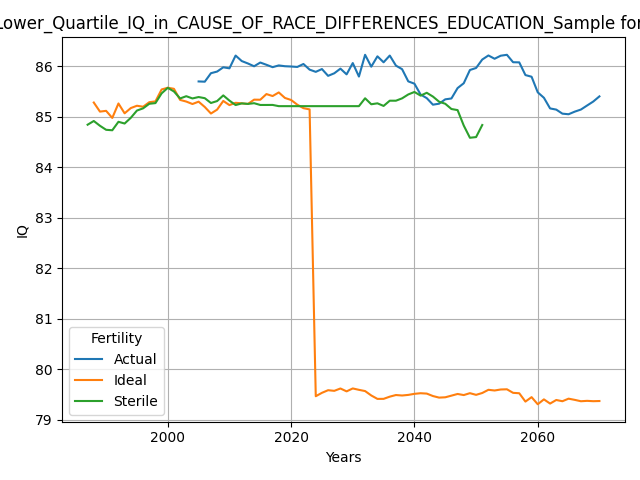 Lower_Quartile_IQ_in_CAUSE_OF_RACE_DIFFERENCES_EDUCATION_Sample for
86
85
84
83
82
81
80
79
IQ
Fertility
Actual
Ideal
Sterile
2000
2020
2040
2060
Years